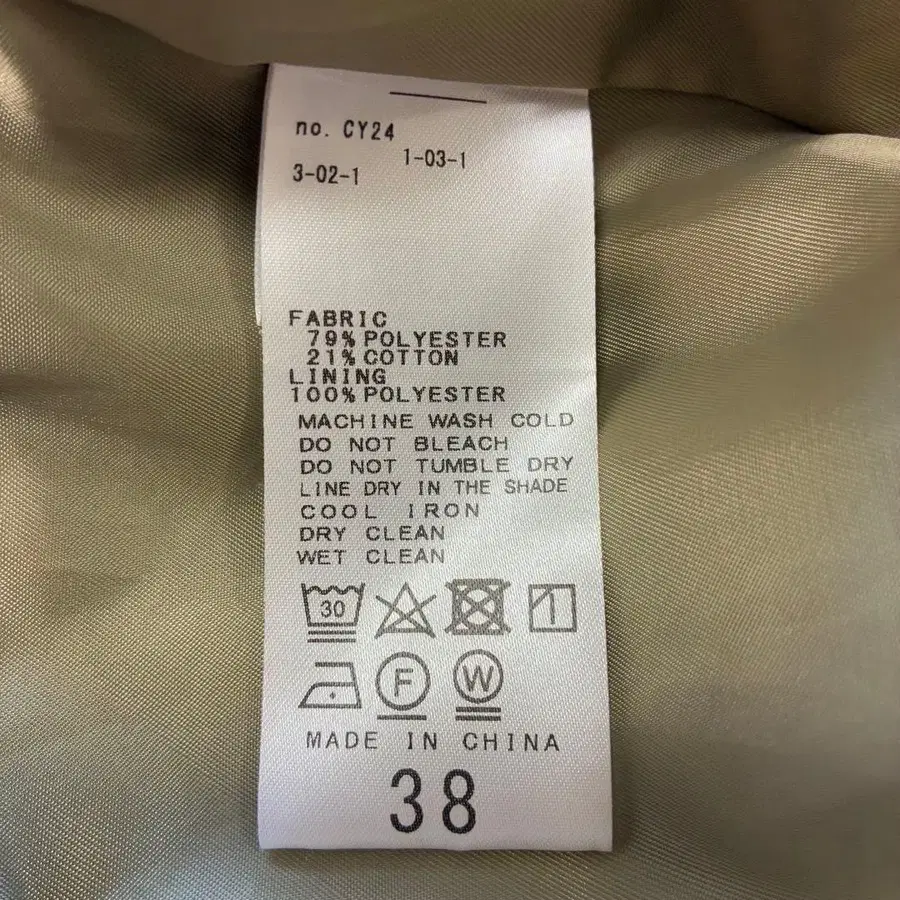 no. CY24
1-03-1
3-02-1
FABRIC
79% POLYESTER
21% COTTON
LINING
100% POLYESTER
MACHINE WASH COLD
DO NOT BLEACH
DO NOT TUMBLE DRY
LINE DRY IN THE SHADE
COOL IRON
DRY CLEAN
WET CLEAN
30
F W
MADE IN CHINA
38